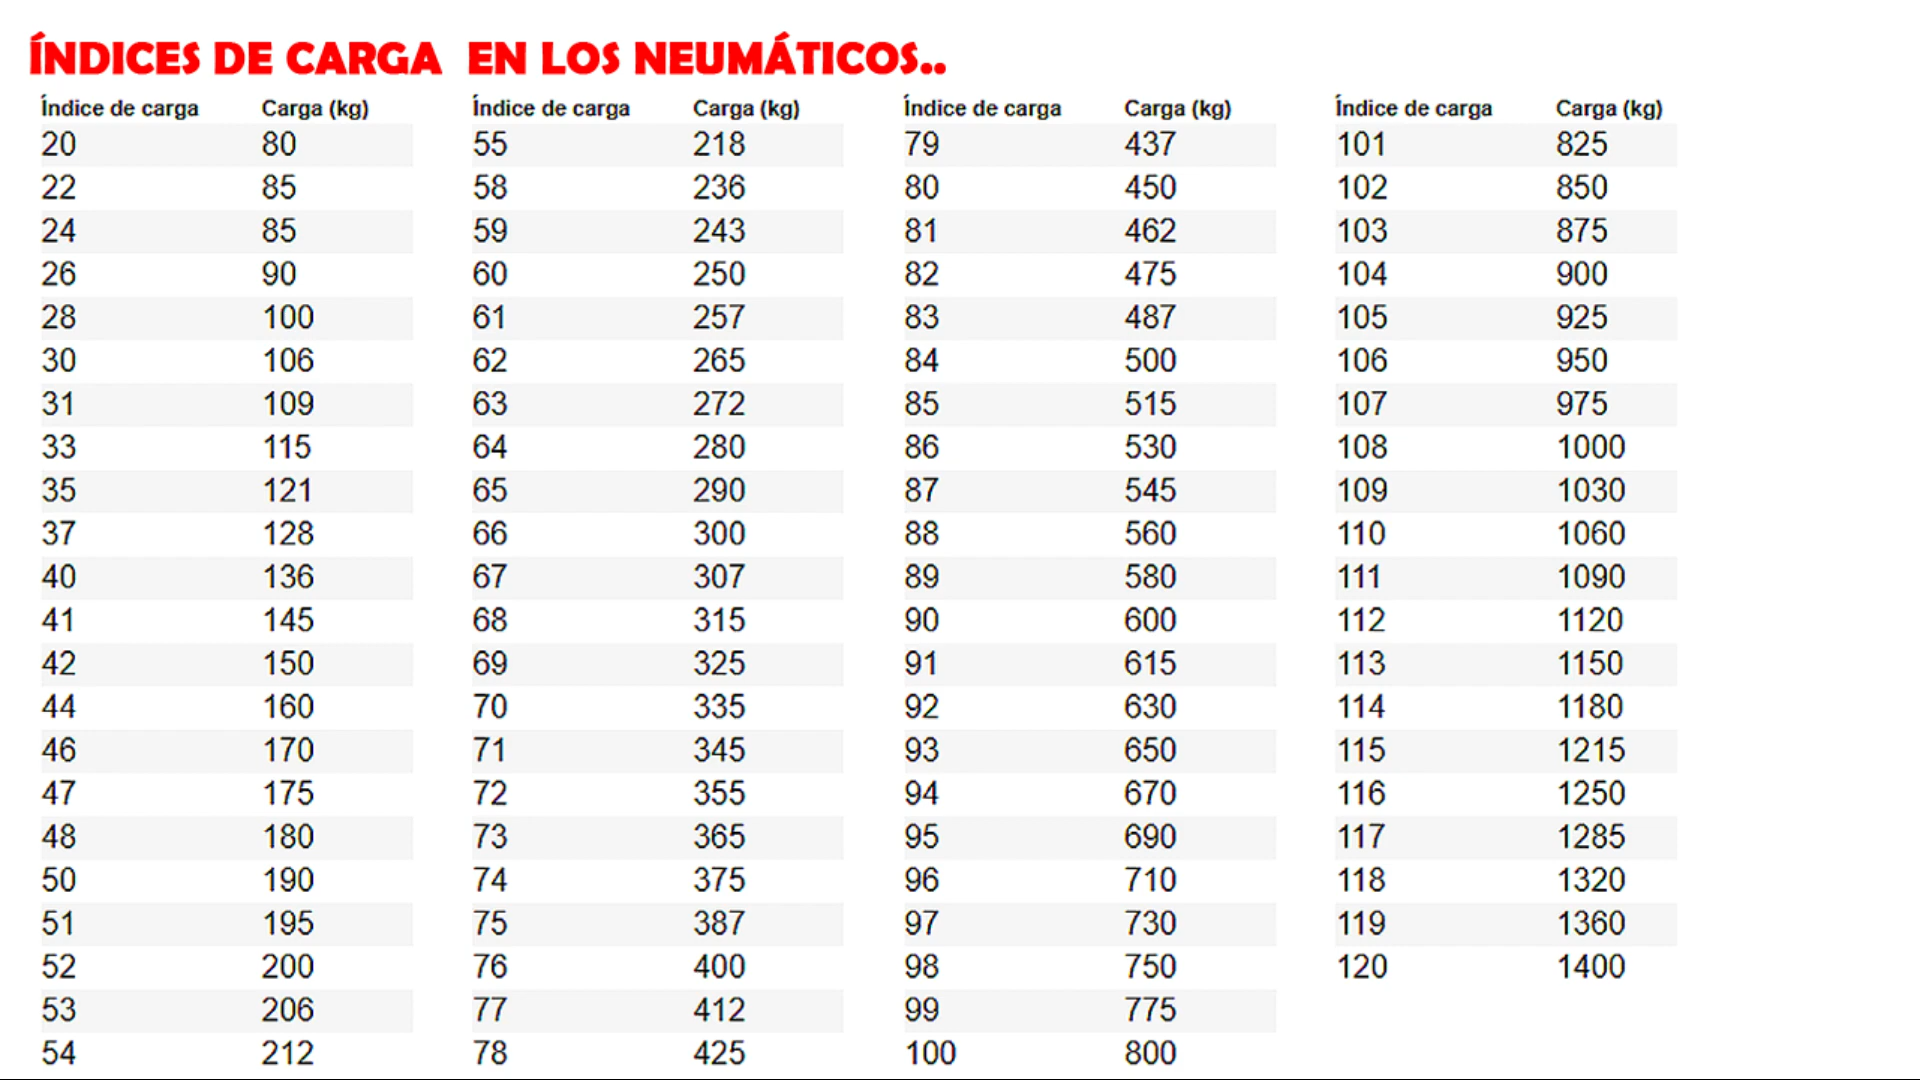 ÍNDICES DE CARGA EN LOS NEUMÁTICOS..
Índice de carga Carga (kg) Índice de carga Carga (kg) Índice de carga Carga (kg) Índice de carga Carga (kg)
20 80 55 218 79 437 101 825
22 85 58 236 80 450 102 850
24 85 59 243 81 462 103 875
26 90 60 250 82 475 104 900
28 100 61 257 83 487 105 925
30 106 62 265 84 500 106 950
31 109 63 272 85 515 107 975
33 115 64 280 86 530 108 1000
35 121 65 290 87 545 109 1030
37 128 66 300 88 560 110 1060
40 136 67 307 89 580 111 1090
41 145 68 315 90 600 112 1120
42 150 69 325 91 615 113 1150
44 160 70 335 92 630 114 1180
46 170 71 345 93 650 115 1215
47 175 72 355 94 670 116 1250
48 180 73 365 95 690 117 1285
50 190 74 375 96 710 118 1320
51 195 75 387 97 730 119 1360
52 200 76 400 98 750 120 1400
53 206 77 412 99 775
54 212 78 425 100 800